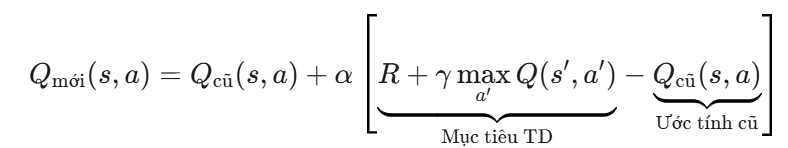 Q_mới(s, a) = Q_cũ(s, a) + α [R + γ max_a′ Q(s′, a′) − Q_cũ(s, a)]
Mục tiêu TD
Ước tính cũ